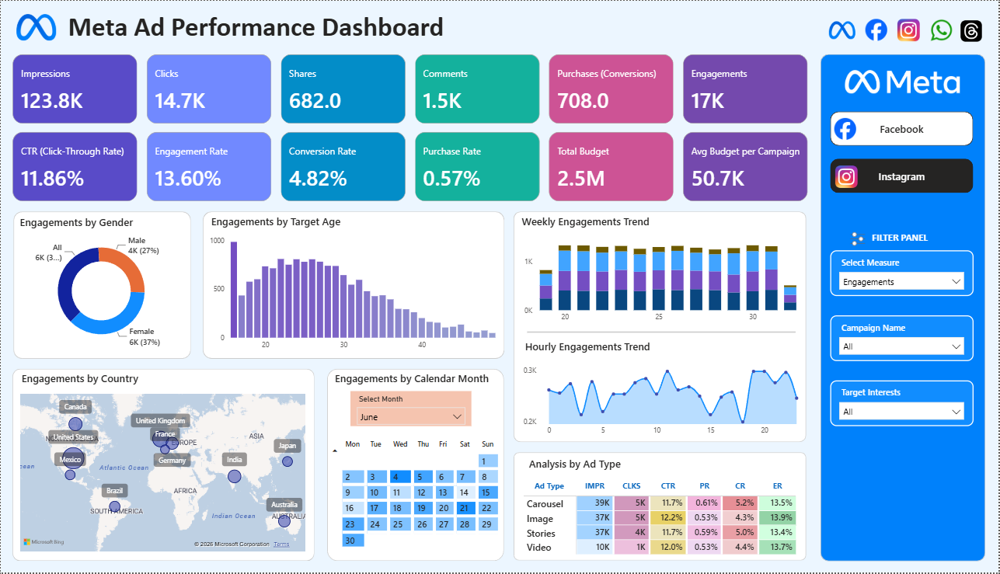 Meta Ad Performance Dashboard
Impressions
123.8K
Clicks
14.7K
Shares
682.0
Comments
1.5K
Purchases (Conversions)
708.0
Engagements
17K
CTR (Click-Through Rate)
11.86%
Engagement Rate
13.60%
Conversion Rate
4.82%
Purchase Rate
0.57%
Total Budget
2.5M
Avg Budget per Campaign
50.7K
Meta
Facebook
Instagram
FILTER PANEL
Select Measure
Engagements
Campaign Name
All
Target Interests
All
Engagements by Gender
All
6K (3...)
Male
4K (27%)
Female
6K (37%)
Engagements by Target Age
1000
500
0
20 30 40
Weekly Engagements Trend
1K
0K
20 25 30
Hourly Engagements Trend
0.3K
0.2K
0 5 10 15 20
Engagements by Country
Canada
United States
Mexico
Brazil
United Kingdom
France
Germany
India
Japan
Australia
EUROPE
ASIA
AFRICA
SOUTH AMERICA
Atlantic Ocean
Indian Ocean
Microsoft Bing
© 2026 Microsoft Corporation Terms
Engagements by Calendar Month
Select Month
June
Mon Tue Wed Thu Fri Sat Sun
1
2 3 4 5 6 7 8
9 10 11 12 13 14 15
16 17 18 19 20 21 22
23 24 25 26 27 28 29
30
Analysis by Ad Type
Ad Type IMPR CLKS CTR PR CR ER
Carousel 39K 5K 11.7% 0.61% 5.2% 13.5%
Image 37K 5K 12.2% 0.53% 4.3% 13.9%
Stories 37K 4K 11.7% 0.59% 5.0% 13.4%
Video 10K 1K 12.0% 0.53% 4.4% 13.7%